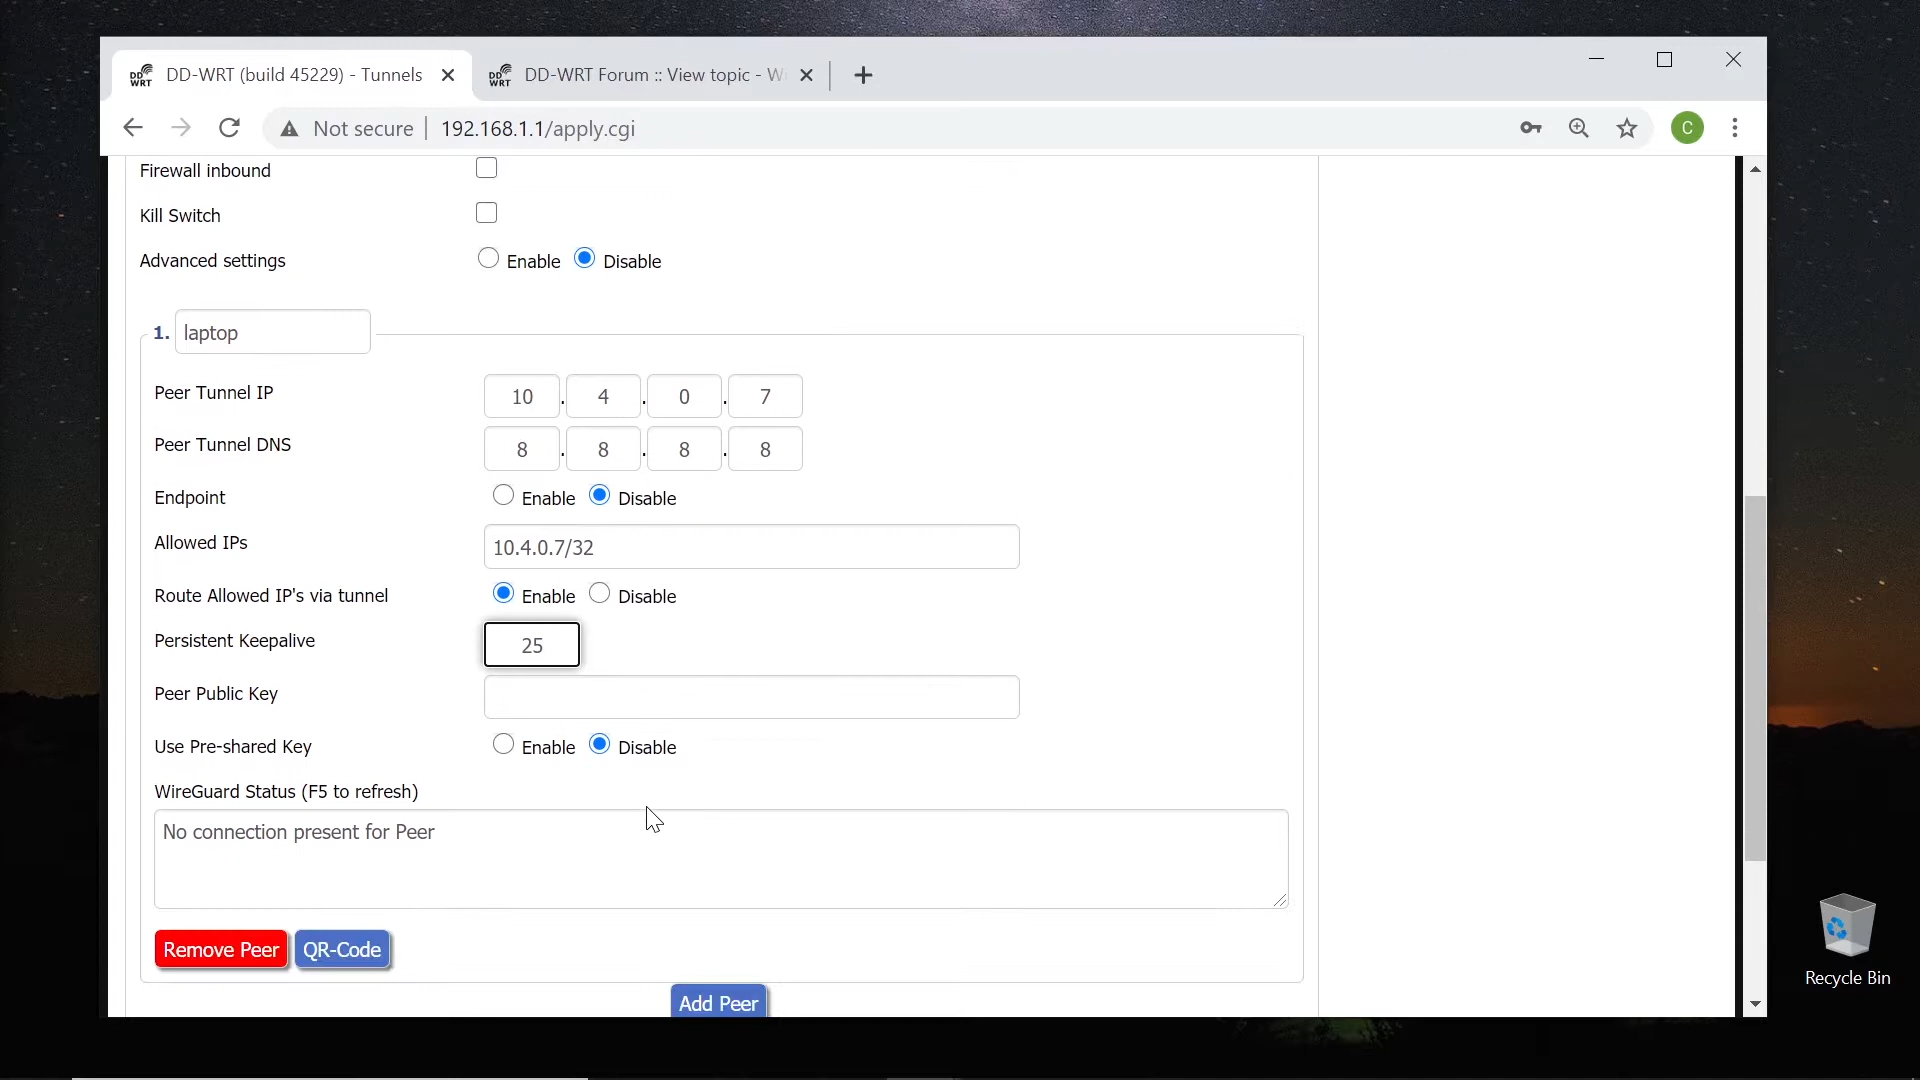 DD-WRT (build 45229) - Tunnels
DD-WRT Forum :: View topic - Wi
Not secure
192.168.1.1/apply.cgi
C
Firewall inbound
Kill Switch
Advanced settings Enable Disable
1. laptop
Peer Tunnel IP 10 . 4 . 0 . 7
Peer Tunnel DNS 8 . 8 . 8 . 8
Endpoint Enable Disable
Allowed IPs 10.4.0.7/32
Route Allowed IP's via tunnel Enable Disable
Persistent Keepalive 25
Peer Public Key
Use Pre-shared Key Enable Disable
WireGuard Status (F5 to refresh)
No connection present for Peer
Remove Peer QR-Code
Add Peer
Recycle Bin